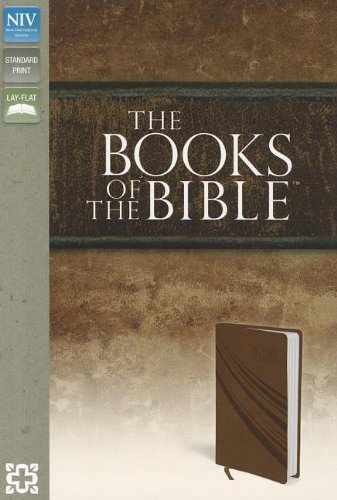 NIV
New International
Version
STANDARD
PRINT
LAY-FLAT
THE
BOOKS
OF THE BIBLE™